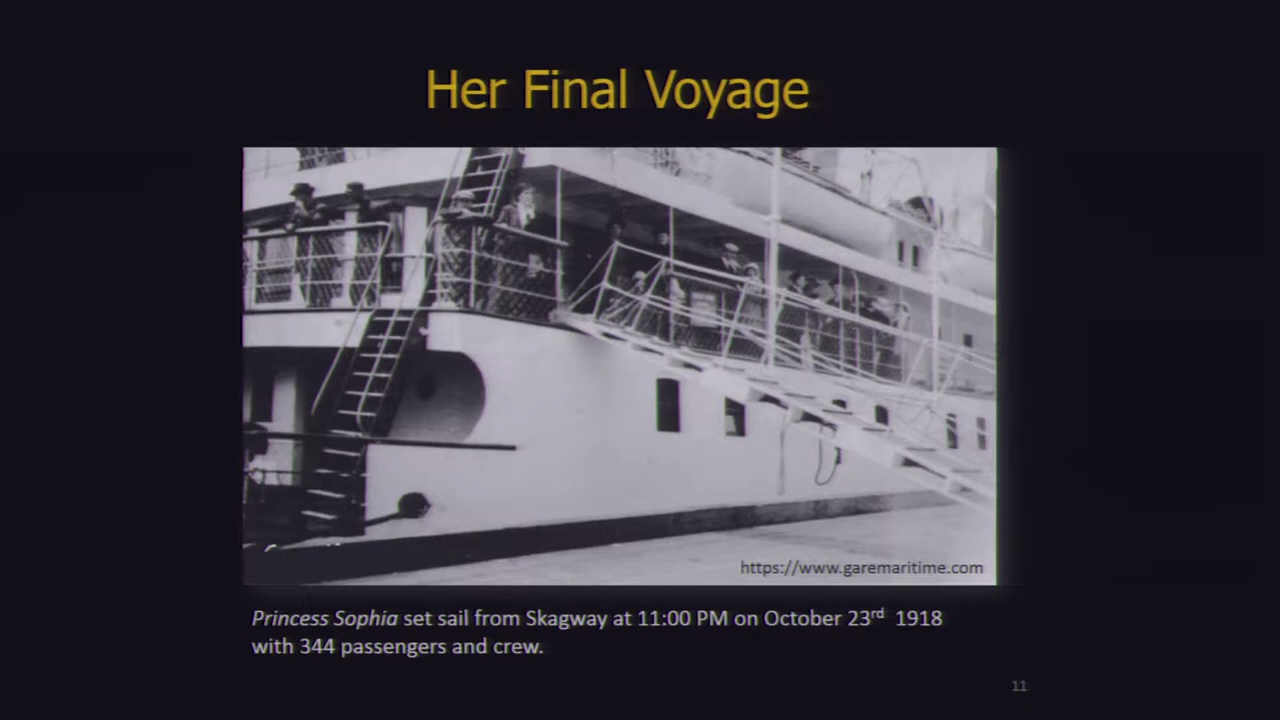 Her Final Voyage
https://www.garemaritime.com
Princess Sophia set sail from Skagway at 11:00 PM on October 23rd 1918
with 344 passengers and crew.
11